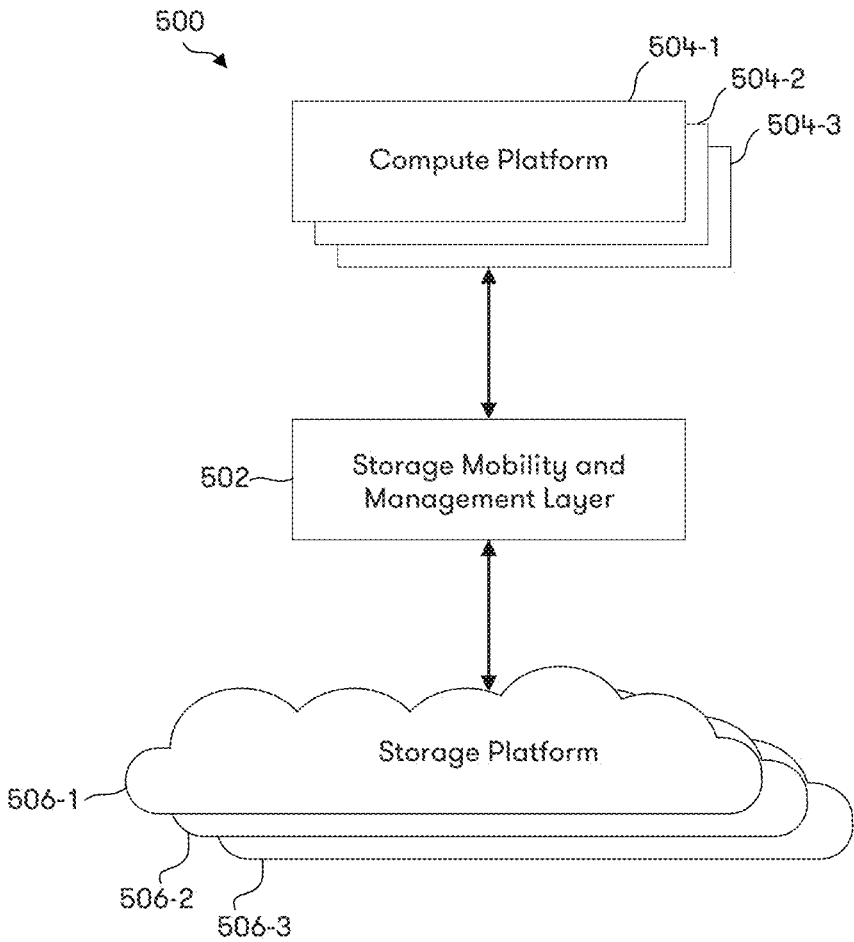 500
504-1
504-2
504-3
Compute Platform
502
Storage Mobility and
Management Layer
Storage Platform
506-1
506-2
506-3